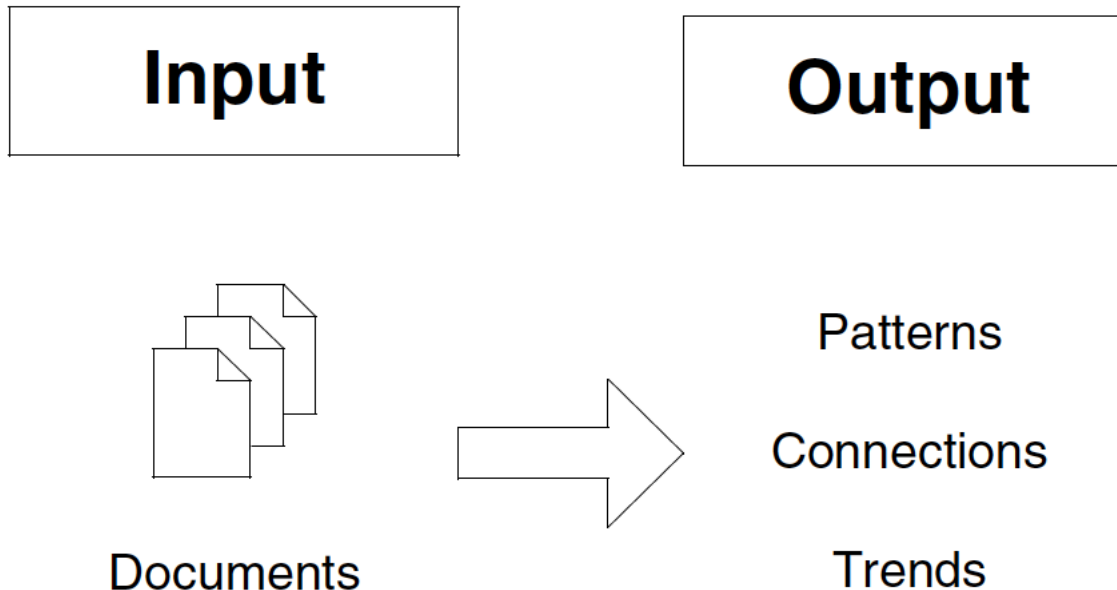 Input
Output
Documents
Patterns
Connections
Trends